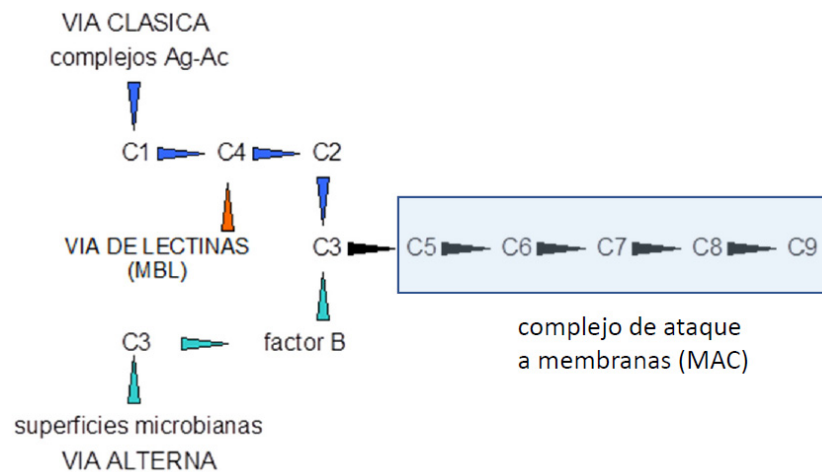 VIA CLASICA
complejos Ag-Ac
C1 C4 C2
VIA DE LECTINAS
(MBL)
C3 C5 C6 C7 C8 C9
C3 factor B
complejo de ataque
a membranas (MAC)
superficies microbianas
VIA ALTERNA